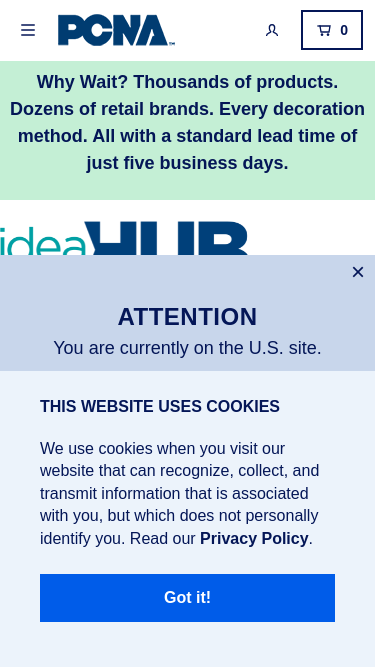 PCNA™
0
Why Wait? Thousands of products.
Dozens of retail brands. Every decoration
method. All with a standard lead time of
just five business days.
ideaHUB
ATTENTION
You are currently on the U.S. site.
THIS WEBSITE USES COOKIES
We use cookies when you visit our
website that can recognize, collect, and
transmit information that is associated
with you, but which does not personally
identify you. Read our Privacy Policy.
Got it!